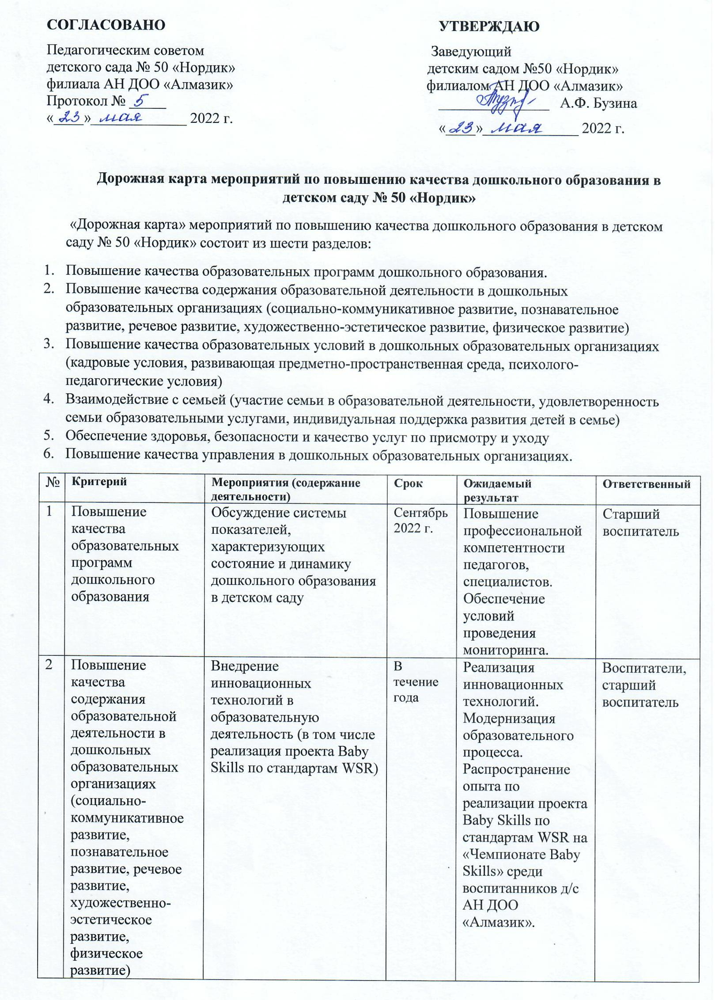 СОГЛАСОВАНО
Педагогическим советом
детского сада № 50 «Нордик»
филиала АН ДОО «Алмазик»
Протокол № 5
«23» мая 2022 г.
УТВЕРЖДАЮ
Заведующий
детским садом №50 «Нордик»
филиалом АН ДОО «Алмазик»
А.Ф. Бузина
«23» мая 2022 г.
Дорожная карта мероприятий по повышению качества дошкольного образования в
детском саду № 50 «Нордик»
«Дорожная карта» мероприятий по повышению качества дошкольного образования в детском
саду № 50 «Нордик» состоит из шести разделов:
1. Повышение качества образовательных программ дошкольного образования.
2. Повышение качества содержания образовательной деятельности в дошкольных
образовательных организациях (социально-коммуникативное развитие, познавательное
развитие, речевое развитие, художественно-эстетическое развитие, физическое развитие)
3. Повышение качества образовательных условий в дошкольных образовательных организациях
(кадровые условия, развивающая предметно-пространственная среда, психолого-
педагогические условия)
4. Взаимодействие с семьей (участие семьи в образовательной деятельности, удовлетворенность
семьи образовательными услугами, индивидуальная поддержка развития детей в семье)
5. Обеспечение здоровья, безопасности и качество услуг по присмотру и уходу
6. Повышение качества управления в дошкольных образовательных организациях.
№
Критерий
Мероприятия (содержание
деятельности)
Срок
Ожидаемый
результат
Ответственный
1
Повышение
качества
образовательных
программ
дошкольного
образования
Обсуждение системы
показателей,
характеризующих
состояние и динамику
дошкольного образования
в детском саду
Сентябрь
2022 г.
Повышение
профессиональной
компетентности
педагогов,
специалистов.
Обеспечение
условий
проведения
мониторинга.
Старший
воспитатель
2
Повышение
качества
содержания
образовательной
деятельности в
дошкольных
образовательных
организациях
(социально-
коммуникативное
развитие,
познавательное
развитие, речевое
развитие,
художественно-
эстетическое
развитие,
физическое
развитие)
Внедрение
инновационных
технологий в
образовательную
деятельность (в том числе
реализация проекта Baby
Skills по стандартам WSR)
В
течение
года
Реализация
инновационных
технологий.
Модернизация
образовательного
процесса.
Распространение
опыта по
реализации проекта
Baby Skills по
стандартам WSR на
«Чемпионате Baby
Skills» среди
воспитанников д/с
АН ДОО
«Алмазик».
Воспитатели,
старший
воспитатель